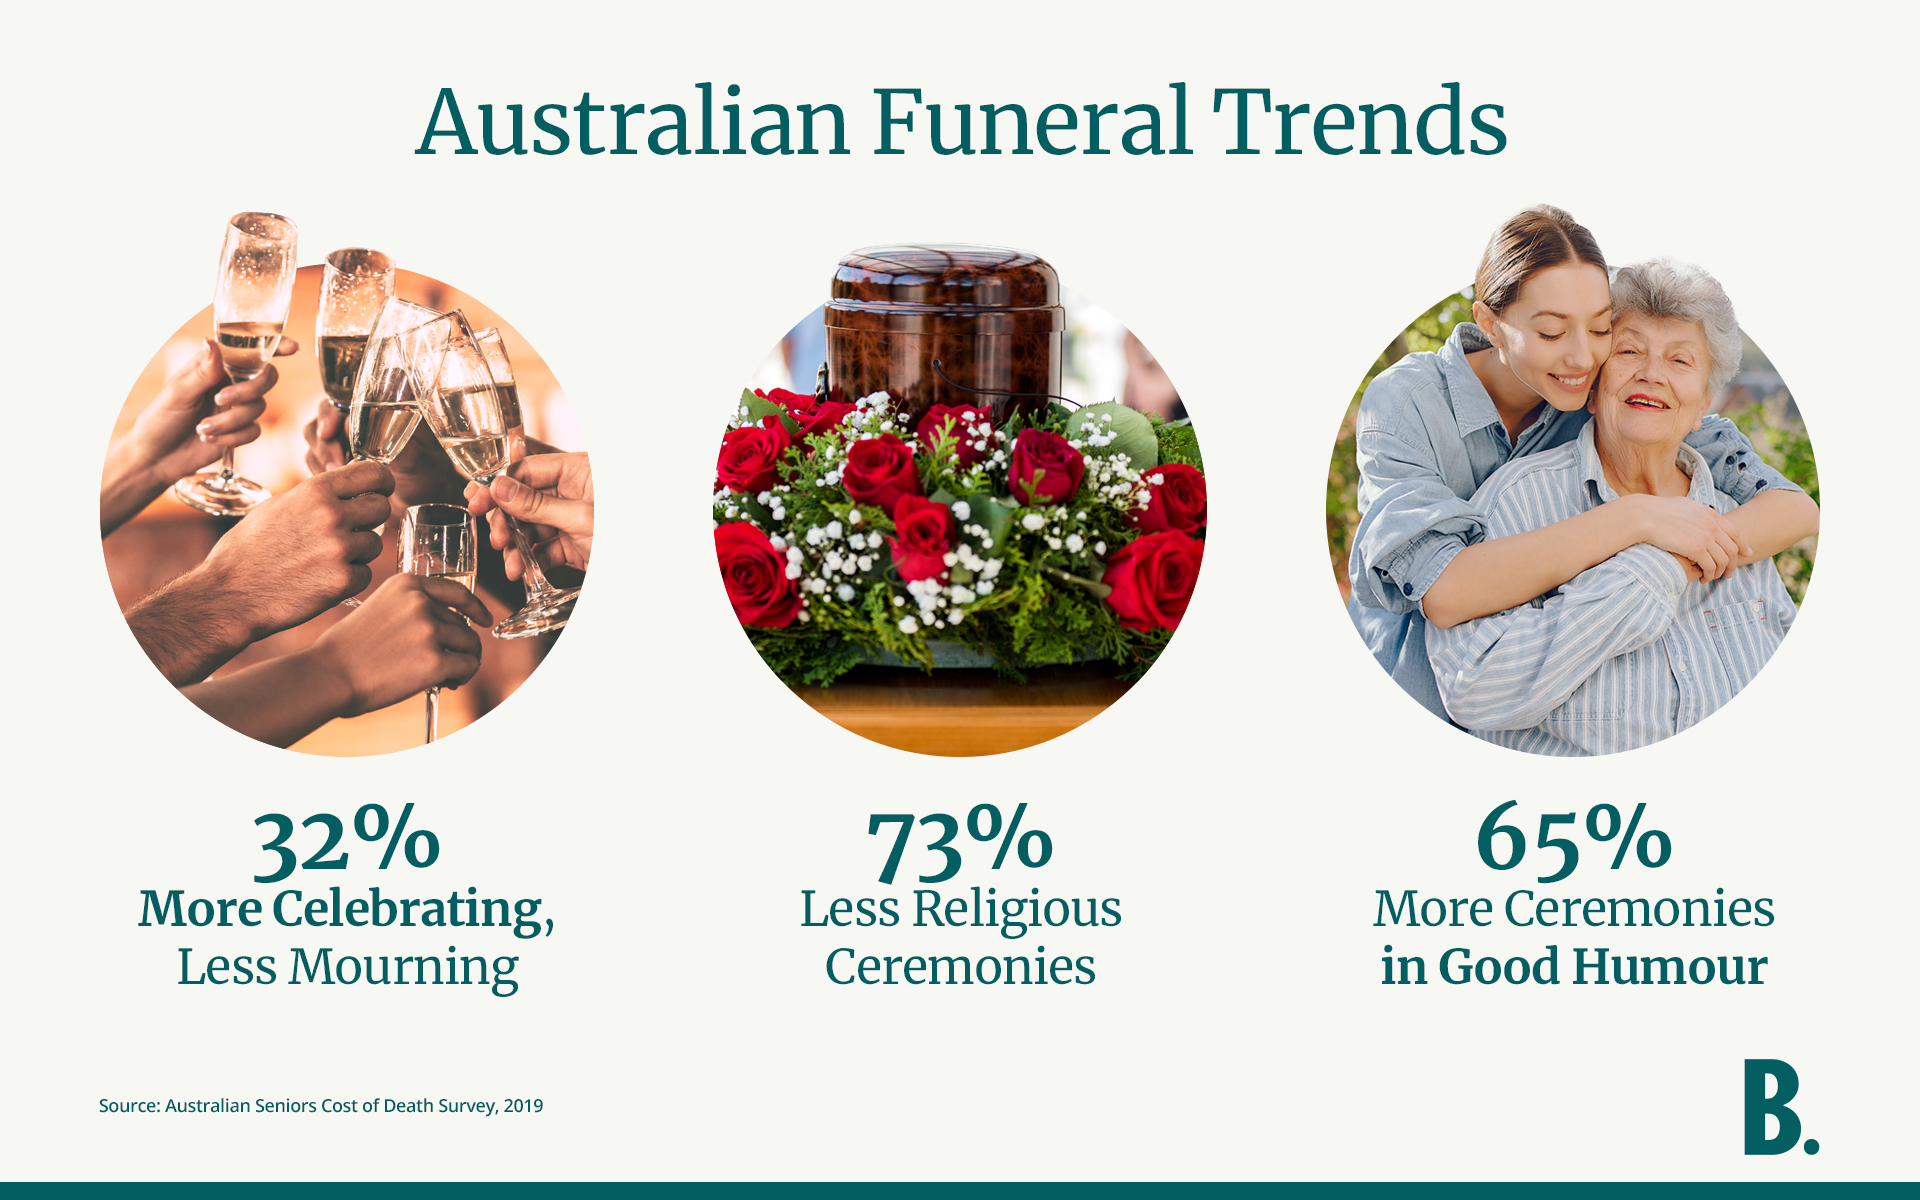 Australian Funeral Trends
32%
More Celebrating,
Less Mourning
73%
Less Religious
Ceremonies
65%
More Ceremonies
in Good Humour
Source: Australian Seniors Cost of Death Survey, 2019
B.